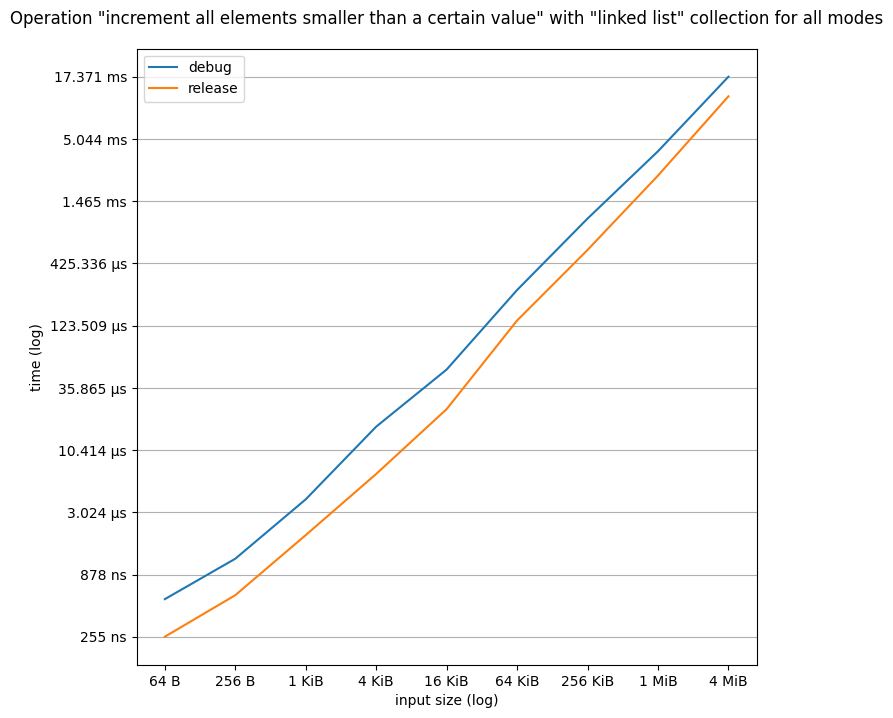 Operation "increment all elements smaller than a certain value" with "linked list" collection for all modes
debug
release
17.371 ms
5.044 ms
1.465 ms
425.336 µs
123.509 µs
35.865 µs
10.414 µs
3.024 µs
878 ns
255 ns
time (log)
64 B
256 B
1 KiB
4 KiB
16 KiB
64 KiB
256 KiB
1 MiB
4 MiB
input size (log)